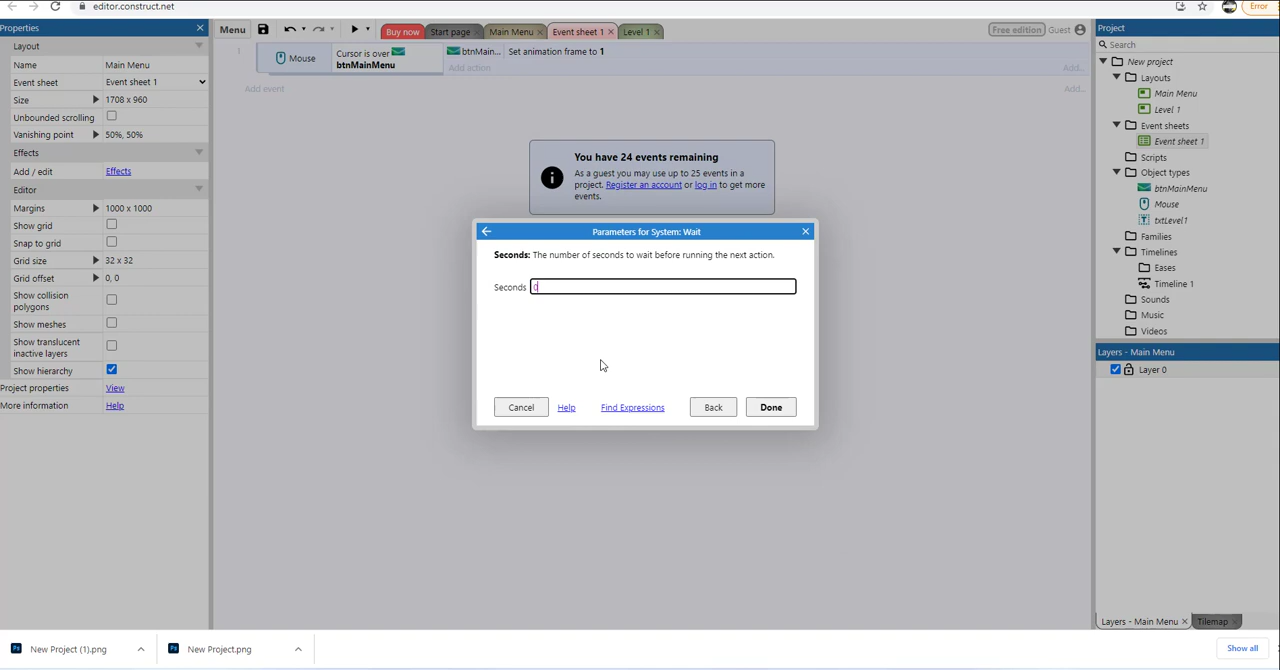 editor.construct.net
Error
Properties
Menu
Buy now
Start page
Main Menu
Event sheet 1
Level 1
Free edition
Guest
Project
Layout
Name Main Menu
Event sheet Event sheet 1
Size 1708 x 960
Unbounded scrolling
Vanishing point 50%, 50%
Effects
Add / edit Effects
Editor
Margins 1000 x 1000
Show grid
Snap to grid
Grid size 32 x 32
Grid offset 0, 0
Show collision
polygons
Show meshes
Show translucent
inactive layers
Show hierarchy
Project properties View
More information Help
1
Mouse
Cursor is over
btnMainMenu
btnMain... Set animation frame to 1
Add action
Add...
Add event
Add...
You have 24 events remaining
As a guest you may use up to 25 events in a
project. Register an account or log in to get more
events.
Parameters for System: Wait
Seconds: The number of seconds to wait before running the next action.
Seconds 0
Cancel
Help
Find Expressions
Back
Done
Search
New project
Layouts
Main Menu
Level 1
Event sheets
Event sheet 1
Scripts
Object types
btnMainMenu
Mouse
txtLevel1
Families
Timelines
Eases
Timeline 1
Sounds
Music
Videos
Layers - Main Menu
Layer 0
Layers - Main Menu
Tilemap
New Project (1).png
New Project.png
Show all